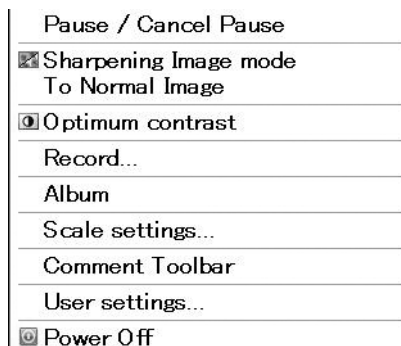 Pause / Cancel Pause
Sharpening Image mode
To Normal Image
Optimum contrast
Record...
Album
Scale settings...
Comment Toolbar
User settings...
Power Off